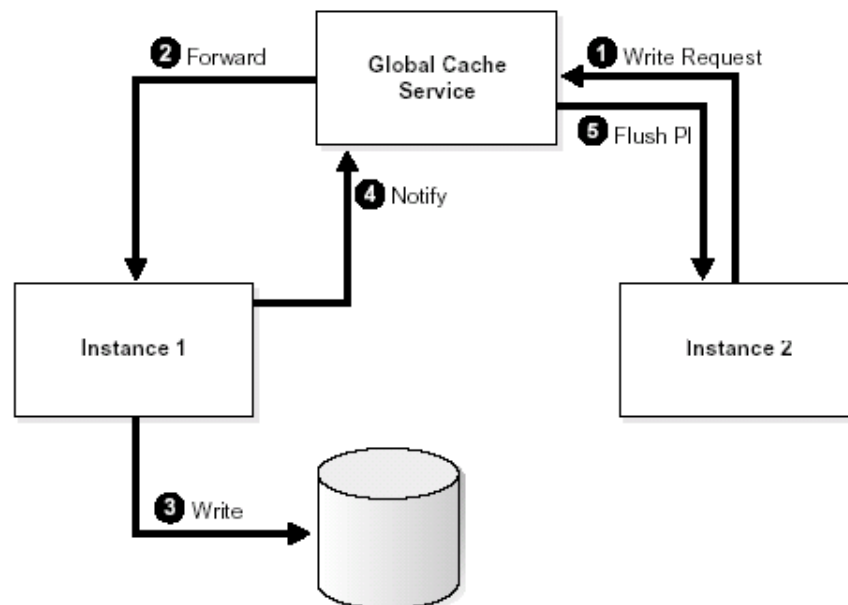 2 Forward
Global Cache
Service
1 Write Request
5 Flush PI
4 Notify
Instance 1
Instance 2
3 Write